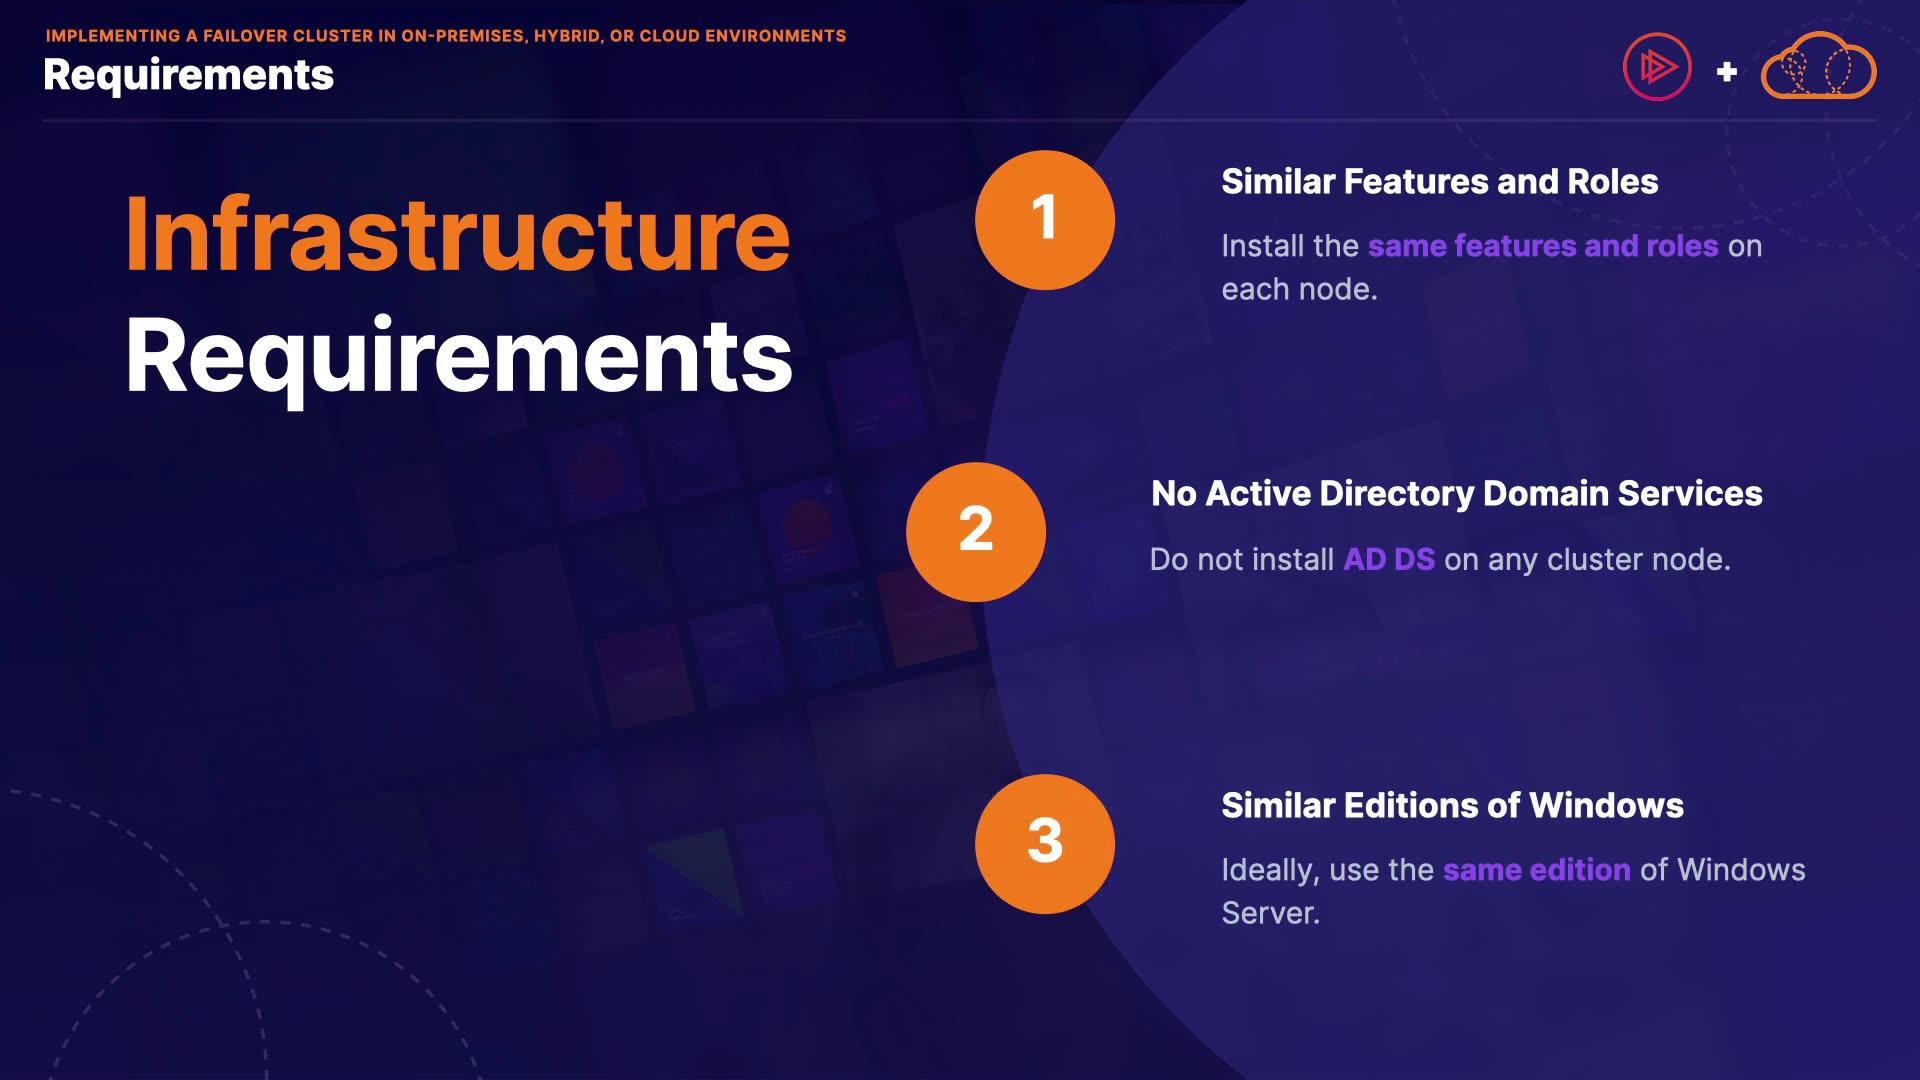 IMPLEMENTING A FAILOVER CLUSTER IN ON-PREMISES, HYBRID, OR CLOUD ENVIRONMENTS
Requirements
+
Infrastructure
Requirements
1
Similar Features and Roles
Install the same features and roles on
each node.
2
No Active Directory Domain Services
Do not install AD DS on any cluster node.
3
Similar Editions of Windows
Ideally, use the same edition of Windows
Server.